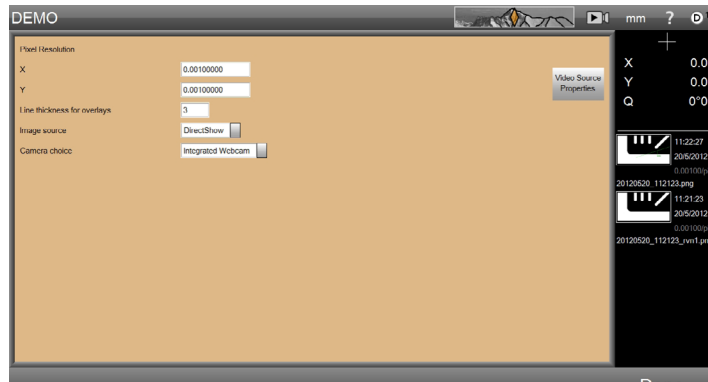 DEMO
mm ? D
Pixel Resolution
X 0.00100000
Y 0.00100000
Line thickness for overlays 3
Image source DirectShow
Camera choice Integrated Webcam
Video Source
Properties
X 0.0
Y 0.0
Q 0°0
11:22:27
20/5/2012
0.00100/p
20120520_112123.png
11:21:23
20/5/2012
0.00100/p
20120520_112123_rvn1.pn